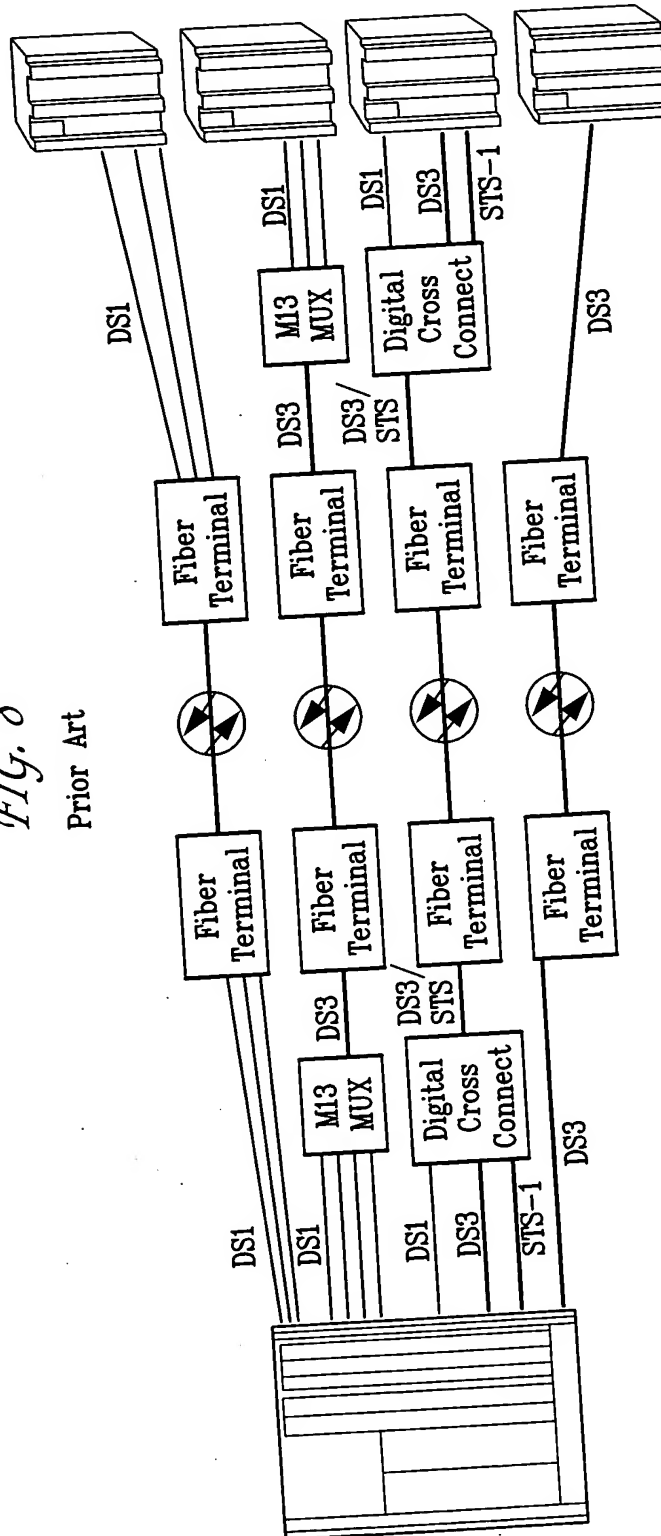 FIG. 0
Prior Art
DS1
Fiber
Terminal
Fiber
Terminal
DS1
DS1
M13
MUX
DS3
Fiber
Terminal
Fiber
Terminal
DS3
M13
MUX
DS1
DS1
DS3
STS-1
Digital
Cross
Connect
DS3/
STS
Fiber
Terminal
Fiber
Terminal
DS3/
STS
Digital
Cross
Connect
DS1
DS3
STS-1
DS3
Fiber
Terminal
Fiber
Terminal
DS3